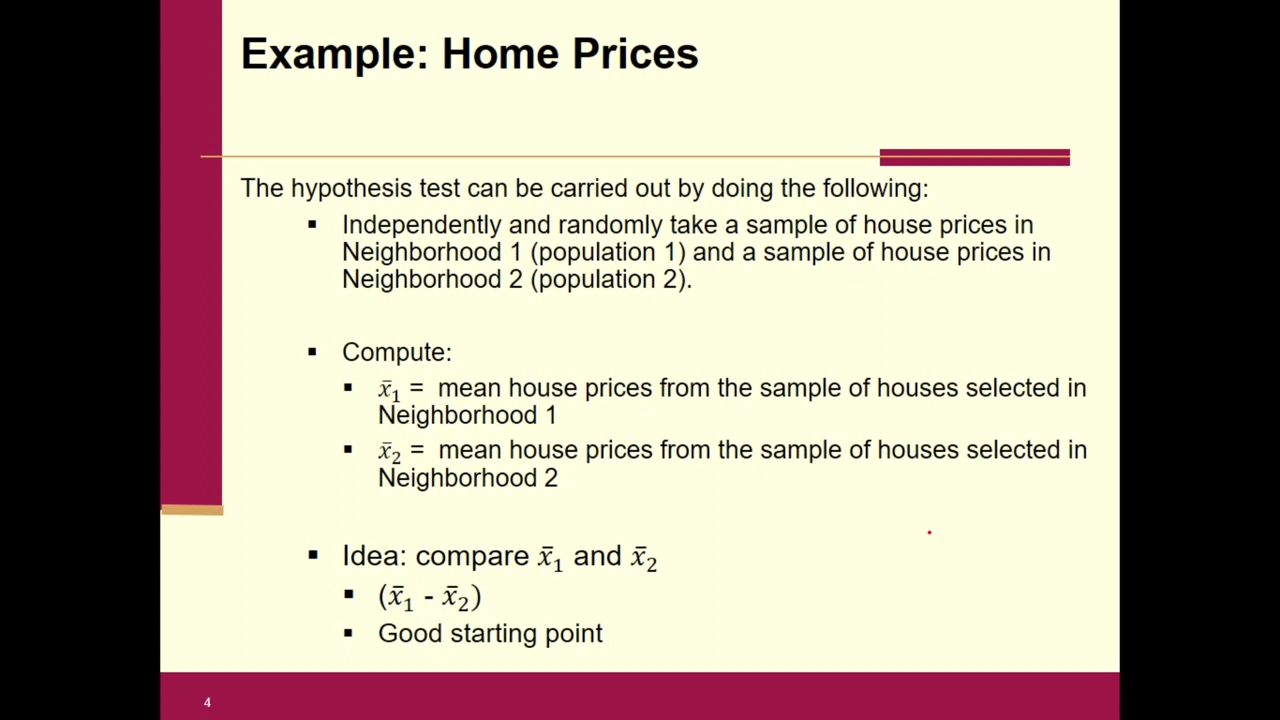 Example: Home Prices
The hypothesis test can be carried out by doing the following:
▪ Independently and randomly take a sample of house prices in
Neighborhood 1 (population 1) and a sample of house prices in
Neighborhood 2 (population 2).
▪ Compute:
▪ x̄₁ = mean house prices from the sample of houses selected in
Neighborhood 1
▪ x̄₂ = mean house prices from the sample of houses selected in
Neighborhood 2
▪ Idea: compare x̄₁ and x̄₂
▪ (x̄₁ - x̄₂)
▪ Good starting point
4